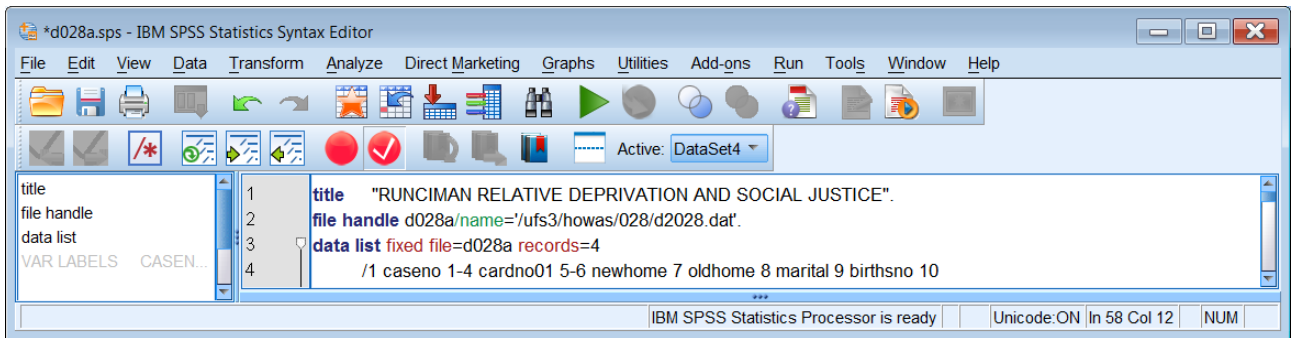 *d028a.sps - IBM SPSS Statistics Syntax Editor
File Edit View Data Transform Analyze Direct Marketing Graphs Utilities Add-ons Run Tools Window Help
/* Active: DataSet4
title
file handle
data list
VAR LABELS CASEN...
1 title "RUNCIMAN RELATIVE DEPRIVATION AND SOCIAL JUSTICE".
2 file handle d028a/name='/ufs3/howas/028/d2028.dat'.
3 data list fixed file=d028a records=4
4 /1 caseno 1-4 cardno01 5-6 newhome 7 oldhome 8 marital 9 birthsno 10
IBM SPSS Statistics Processor is ready Unicode:ON In 58 Col 12 NUM